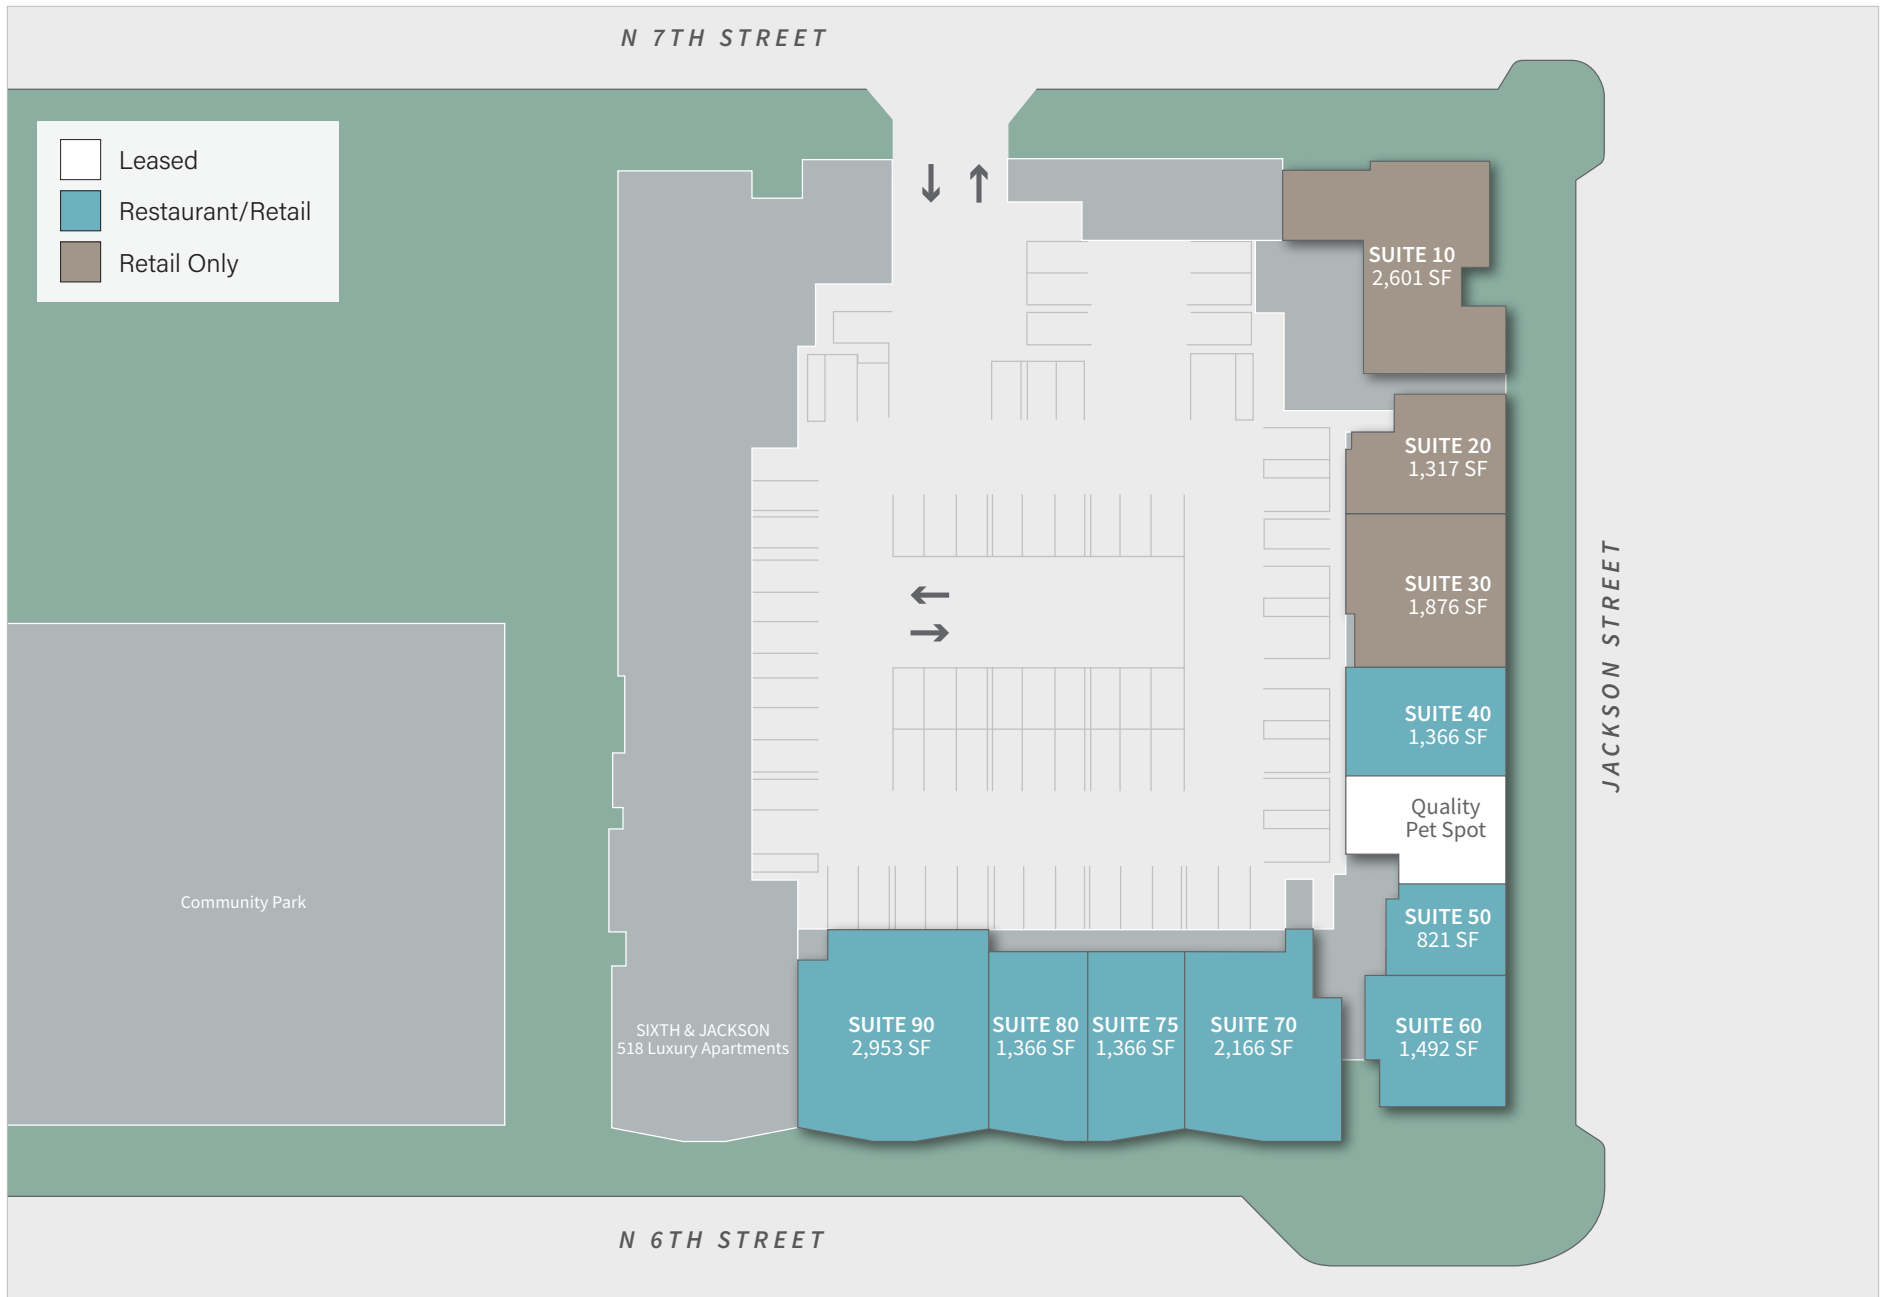 N 7TH STREET
Leased
Restaurant/Retail
Retail Only
SUITE 10
2,601 SF
SUITE 20
1,317 SF
SUITE 30
1,876 SF
JACKSON STREET
SUITE 40
1,366 SF
Quality
Pet Spot
Community Park
SUITE 50
821 SF
SIXTH & JACKSON
518 Luxury Apartments
SUITE 90
2,953 SF
SUITE 80
1,366 SF
SUITE 75
1,366 SF
SUITE 70
2,166 SF
SUITE 60
1,492 SF
N 6TH STREET